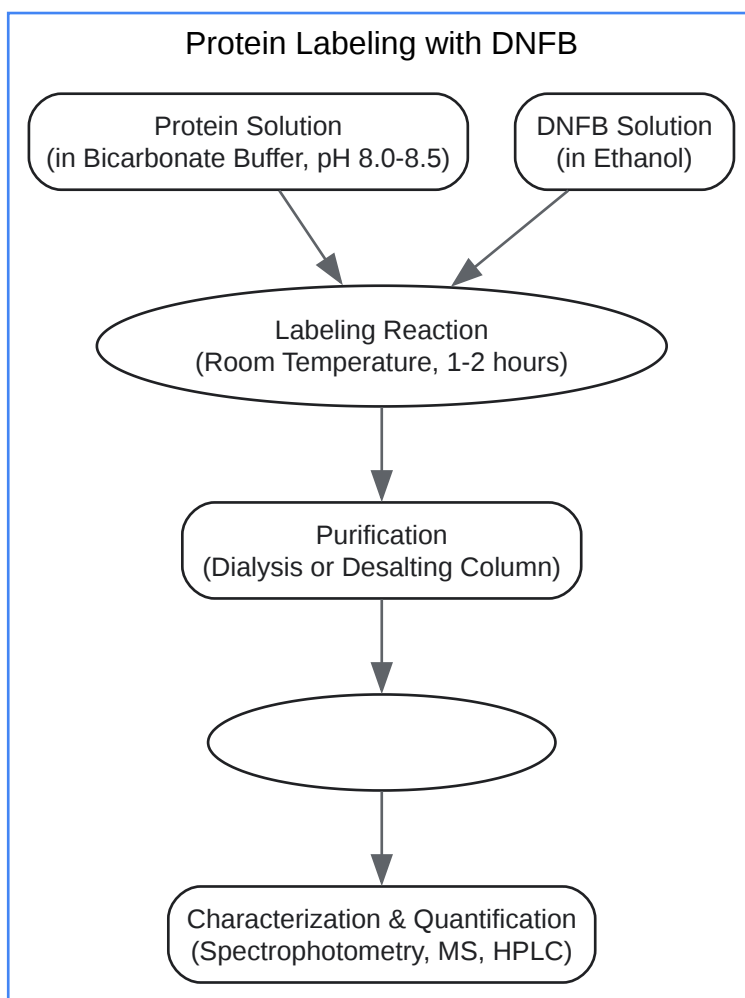 Protein Labeling with DNFB
Protein Solution
(in Bicarbonate Buffer, pH 8.0-8.5)
DNFB Solution
(in Ethanol)
Labeling Reaction
(Room Temperature, 1-2 hours)
Purification
(Dialysis or Desalting Column)
Characterization & Quantification
(Spectrophotometry, MS, HPLC)